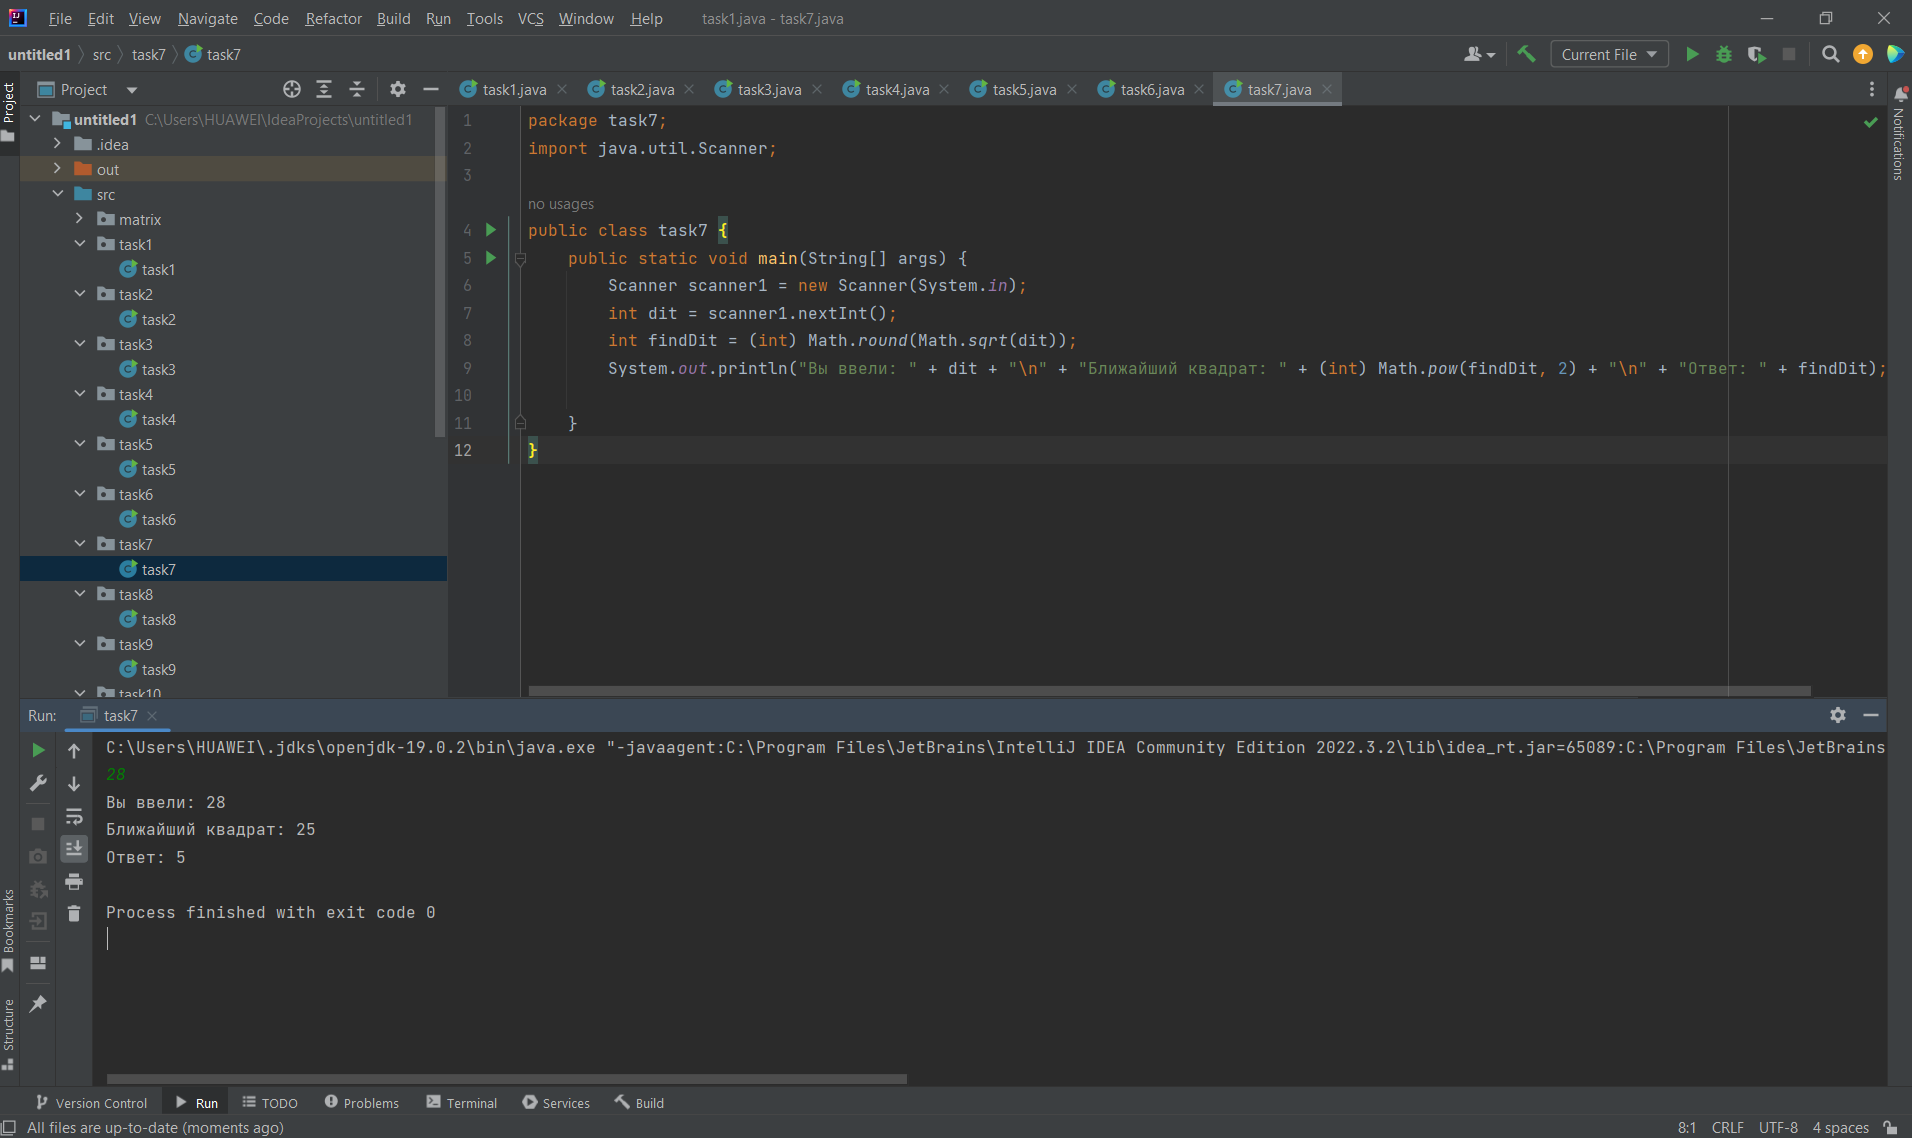 File Edit View Navigate Code Refactor Build Run Tools VCS Window Help task1.java - task7.java
untitled1 src task7 task7 Current File
Project
task1.java task2.java task3.java task4.java task5.java task6.java task7.java
Project
untitled1 C:\Users\HUAWEI\IdeaProjects\untitled1
.idea
out
src
matrix
task1
task1
task2
task2
task3
task3
task4
task4
task5
task5
task6
task6
task7
task7
task8
task8
task9
task9
task10
1 package task7;
2 import java.util.Scanner;
3
no usages
4 public class task7 {
5 public static void main(String[] args) {
6 Scanner scanner1 = new Scanner(System.in);
7 int dit = scanner1.nextInt();
8 int findDit = (int) Math.round(Math.sqrt(dit));
9 System.out.println("Вы ввели: " + dit + "\n" + "Ближайший квадрат: " + (int) Math.pow(findDit, 2) + "\n" + "Ответ: " + findDit);
10
11 }
12 }
Notifications
Run: task7
C:\Users\HUAWEI\.jdks\openjdk-19.0.2\bin\java.exe "-javaagent:C:\Program Files\JetBrains\IntelliJ IDEA Community Edition 2022.3.2\lib\idea_rt.jar=65089:C:\Program Files\JetBrains
28
Вы ввели: 28
Ближайший квадрат: 25
Ответ: 5
Process finished with exit code 0
Bookmarks
Structure
Version Control Run TODO Problems Terminal Services Build
All files are up-to-date (moments ago) 8:1 CRLF UTF-8 4 spaces